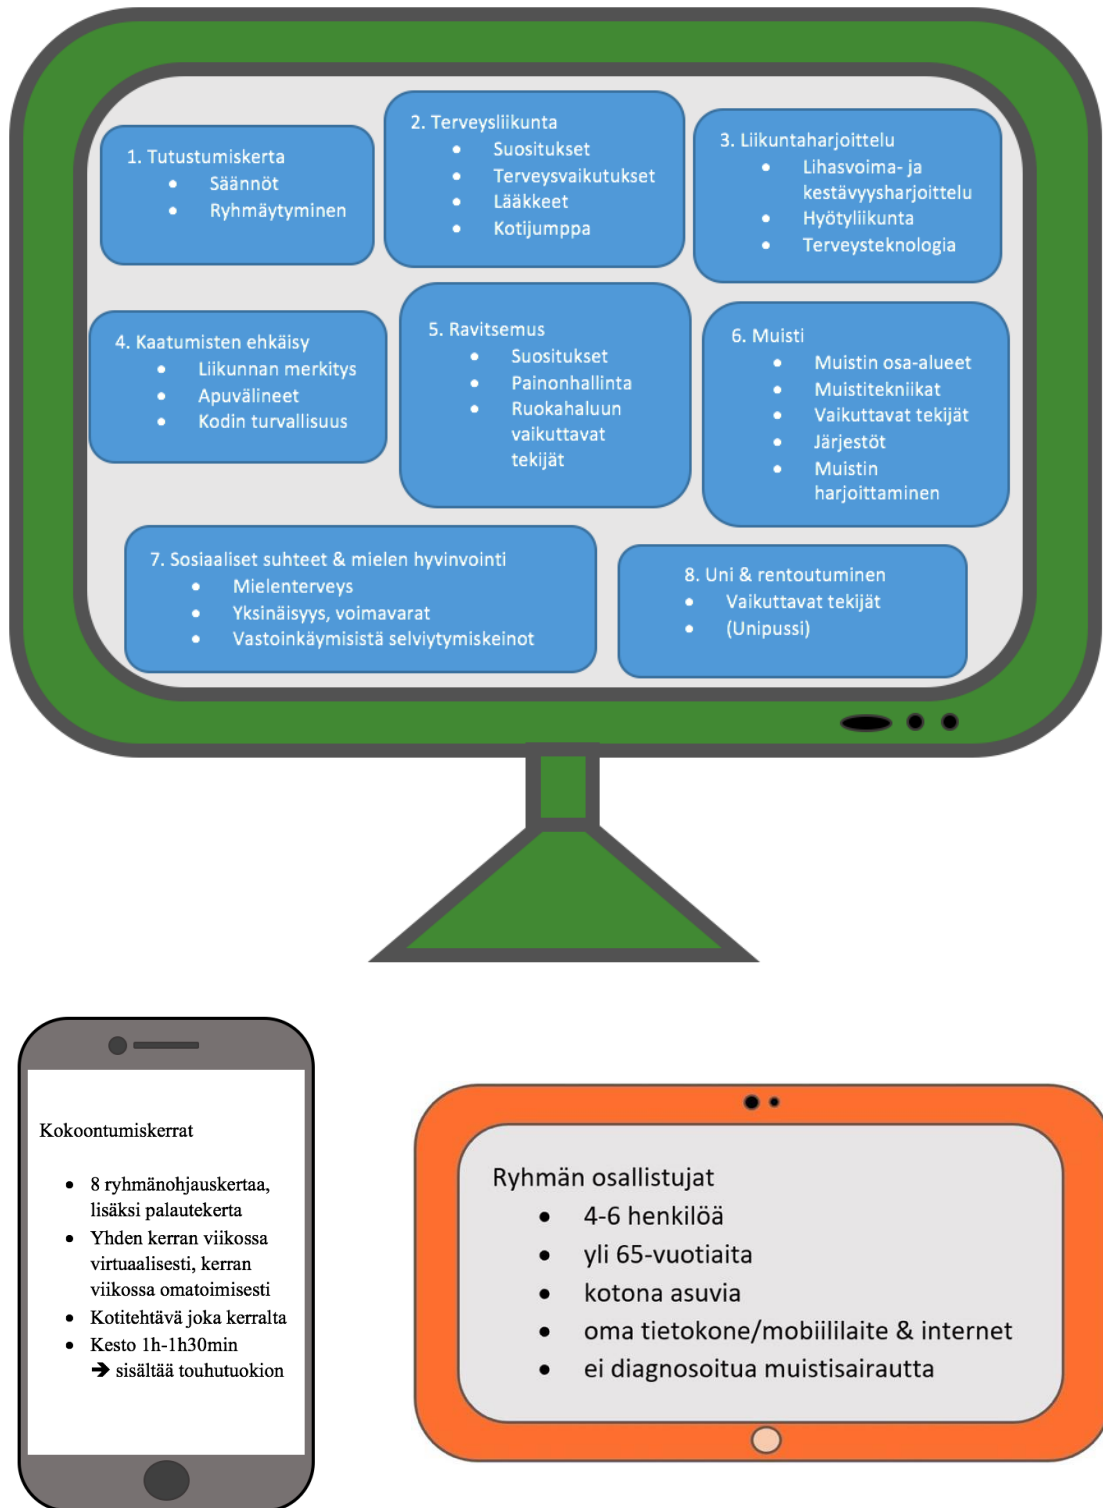 1. Tutustumiskerta
• Säännöt
• Ryhmäytyminen
2. Terveysliikunta
• Suositukset
• Terveysvaikutukset
• Lääkkeet
• Kotijumppa
3. Liikuntaharjoittelu
• Lihasvoima- ja
kestävyysharjoittelu
• Hyötyliikunta
• Terveysteknologia
4. Kaatumisten ehkäisy
• Liikunnan merkitys
• Apuvälineet
• Kodin turvallisuus
5. Ravitsemus
• Suositukset
• Painonhallinta
• Ruokahaluun
vaikuttavat
tekijät
6. Muisti
• Muistin osa-alueet
• Muistitekniikat
• Vaikuttavat tekijät
• Järjestöt
• Muistin
harjoittaminen
7. Sosiaaliset suhteet & mielen hyvinvointi
• Mielenterveys
• Yksinäisyys, voimavarat
• Vastoinkäymisistä selviytymiskeinot
8. Uni & rentoutuminen
• Vaikuttavat tekijät
• (Unipussi)
Kokoontumiskerrat
• 8 ryhmänohjauskertaa,
lisäksi palautekerta
• Yhden kerran viikossa
virtuaalisesti, kerran
viikossa omatoimisesti
• Kotitehtävä joka kerralta
• Kesto 1h-1h30min
➔ sisältää touhutuokion
Ryhmän osallistujat
• 4-6 henkilöä
• yli 65-vuotiaita
• kotona asuvia
• oma tietokone/mobiililaite & internet
• ei diagnosoitua muistisairautta